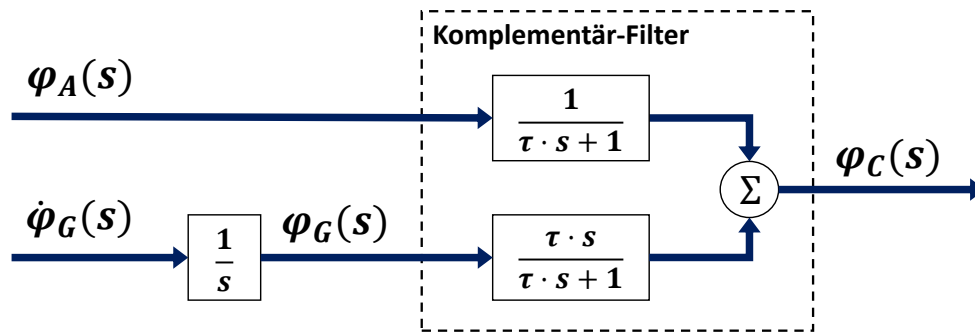 Komplementär-Filter
φ_A(s)
1
τ · s + 1
Σ
φ_C(s)
φ̇_G(s)
1
s
φ_G(s)
τ · s
τ · s + 1